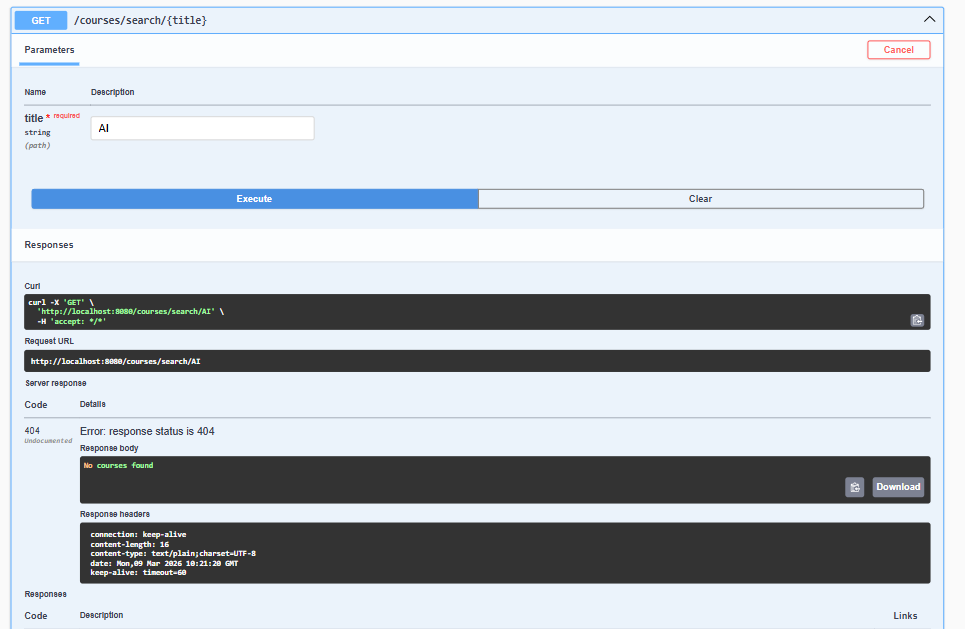 GET /courses/search/{title}
Parameters
Cancel
Name Description
title * required
string
(path)
AI
Execute Clear
Responses
Curl
curl -X 'GET' \
'http://localhost:8080/courses/search/AI' \
-H 'accept: */*'
Request URL
http://localhost:8080/courses/search/AI
Server response
Code Details
404
Undocumented
Error: response status is 404
Response body
No courses found
Download
Response headers
connection: keep-alive
content-length: 16
content-type: text/plain;charset=UTF-8
date: Mon,09 Mar 2026 10:21:20 GMT
keep-alive: timeout=60
Responses
Code Description Links